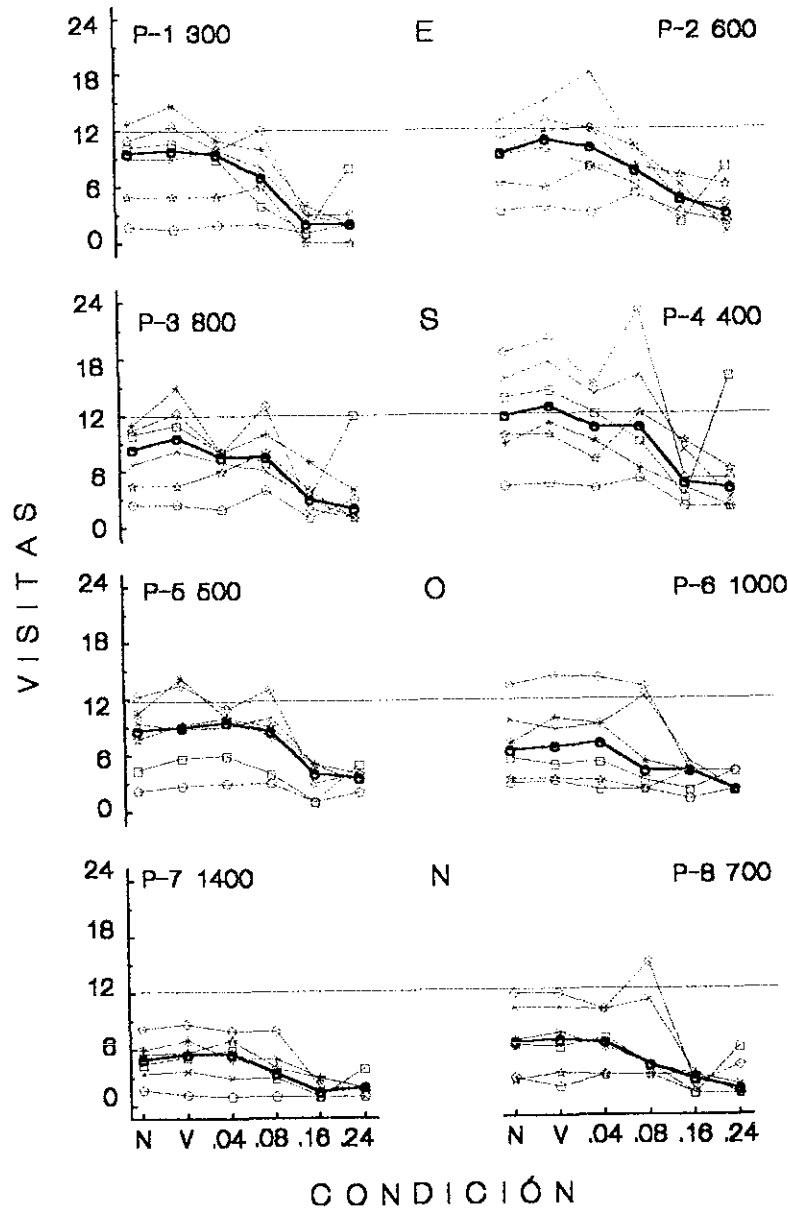 24 18 12 6 0
P-1 300 E P-2 600
24 18 12 6 0
P-3 800 S P-4 400
VISITAS
24 18 12 6 0
P-5 500 O P-6 1000
24 18 12 6 0
P-7 1400 N P-8 700
N V .04 .08 .16 .24 N V .04 .08 .16 .24
CONDICIÓN